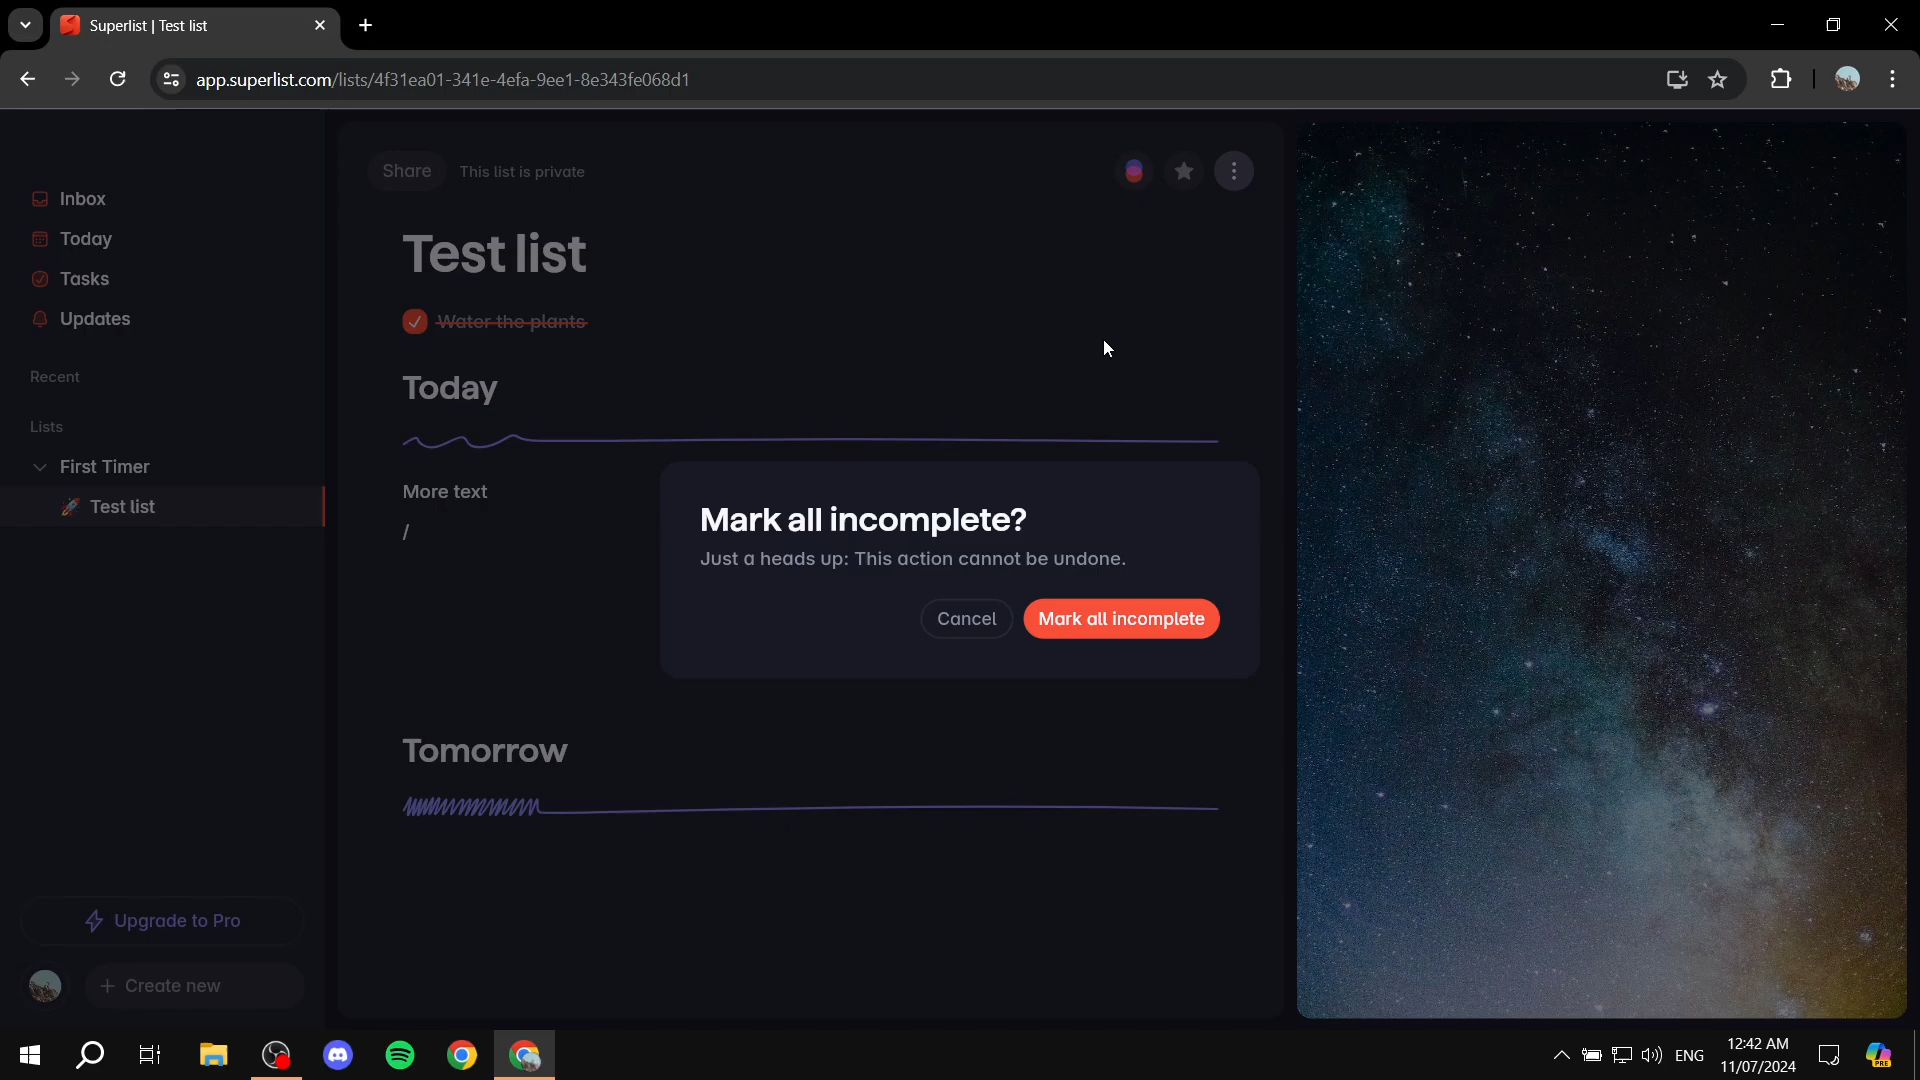 Superlist | Test list
app.superlist.com/lists/4f31ea01-341e-4efa-9ee1-8e343fe068d1
Inbox
Today
Tasks
Updates
Recent
Lists
First Timer
Test list
Upgrade to Pro
Create new
Share This list is private
Test list
Water the plants
Today
More text
/
Mark all incomplete?
Just a heads up: This action cannot be undone.
Cancel Mark all incomplete
Tomorrow
ENG
12:42 AM
11/07/2024
PRE